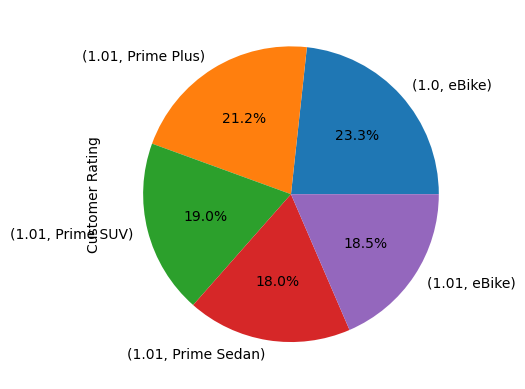 (1.01, Prime Plus)
(1.0, eBike)
21.2%
23.3%
Customer Rating
(1.01, Prime SUV)
19.0%
18.5%
18.0%
(1.01, eBike)
(1.01, Prime Sedan)